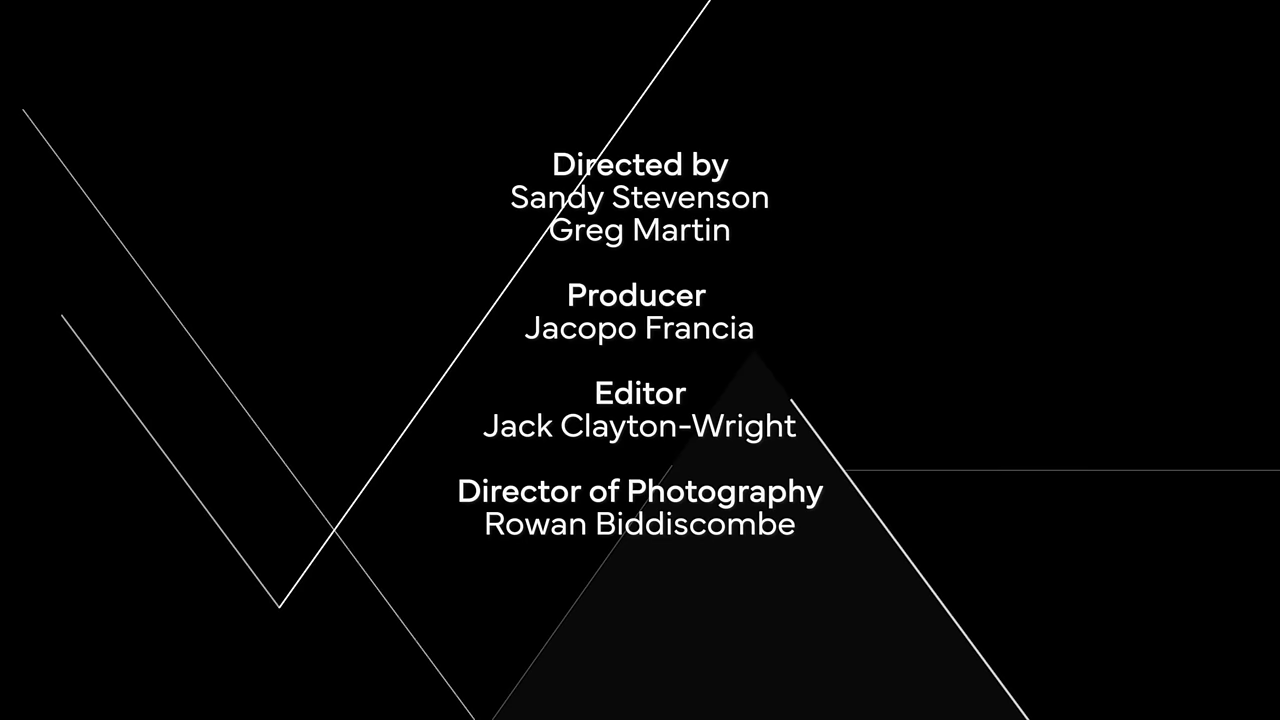 Directed by
Sandy Stevenson
Greg Martin
Producer
Jacopo Francia
Editor
Jack Clayton-Wright
Director of Photography
Rowan Biddiscombe